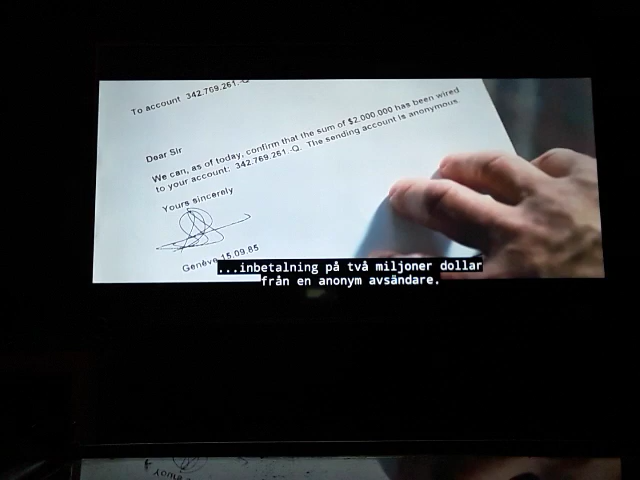 To account 342.769.261.-Q
Dear Sir
We can, as of today, confirm that the sum of $2.000.000 has been wired
to your account: 342.769.261.-Q. The sending account is anonymous
Yours sincerely
Genève 15.09.85
...inbetalning på två miljoner dollar
från en anonym avsändare.